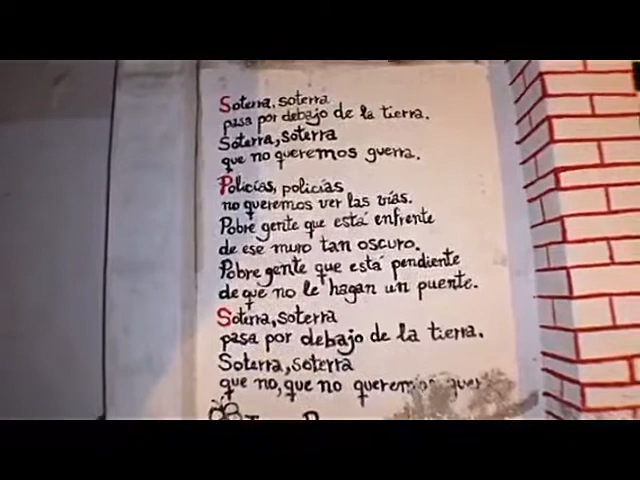 Soterra, soterra
pasa por debajo de la tierra.
Soterra, soterra
que no queremos guerra.
Policías, policías
no queremos ver las vías.
Pobre gente que está enfrente
de ese muro tan oscuro.
Pobre gente que está pendiente
de que no le hagan un puente.
Soterra, soterra
pasa por debajo de la tierra.
Soterra, soterra
que no, que no queremos